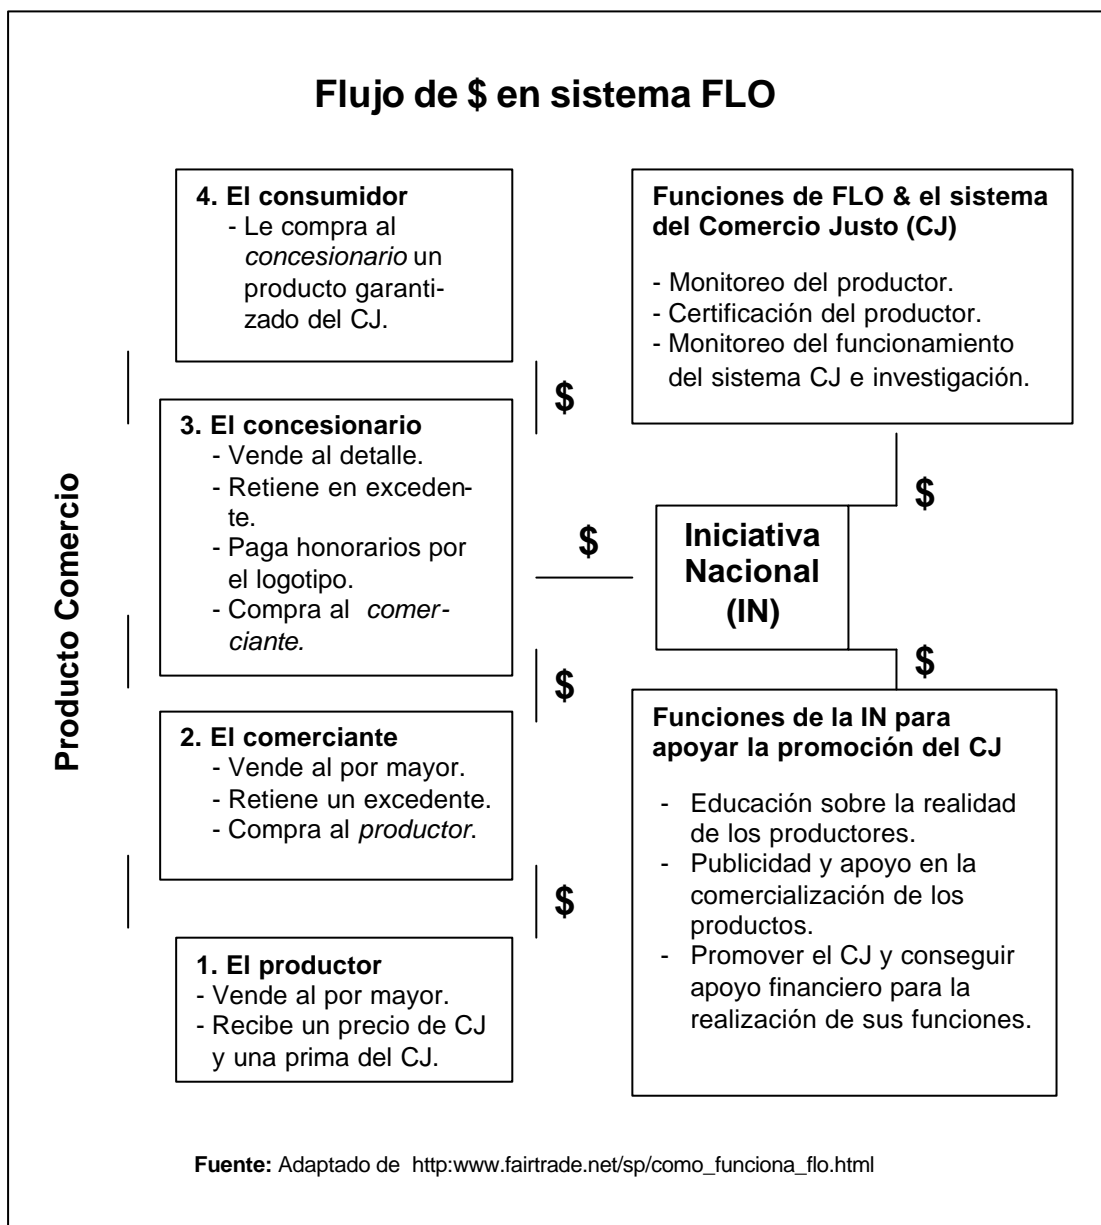 Flujo de $ en sistema FLO
4. El consumidor
- Le compra al
concesionario un
producto garanti-
zado del CJ.
$
3. El concesionario
- Vende al detalle.
- Retiene en exceden-
te.
- Paga honorarios por
el logotipo.
- Compra al comer-
ciante.
$
2. El comerciante
- Vende al por mayor.
- Retiene un excedente.
- Compra al productor.
$
1. El productor
- Vende al por mayor.
- Recibe un precio de CJ
y una prima del CJ.
Producto Comercio
Funciones de FLO & el sistema
del Comercio Justo (CJ)
- Monitoreo del productor.
- Certificación del productor.
- Monitoreo del funcionamiento
del sistema CJ e investigación.
$
$
Iniciativa
Nacional
(IN)
$
Funciones de la IN para
apoyar la promoción del CJ
- Educación sobre la realidad
de los productores.
- Publicidad y apoyo en la
comercialización de los
productos.
- Promover el CJ y conseguir
apoyo financiero para la
realización de sus funciones.
Fuente: Adaptado de http:www.fairtrade.net/sp/como_funciona_flo.html